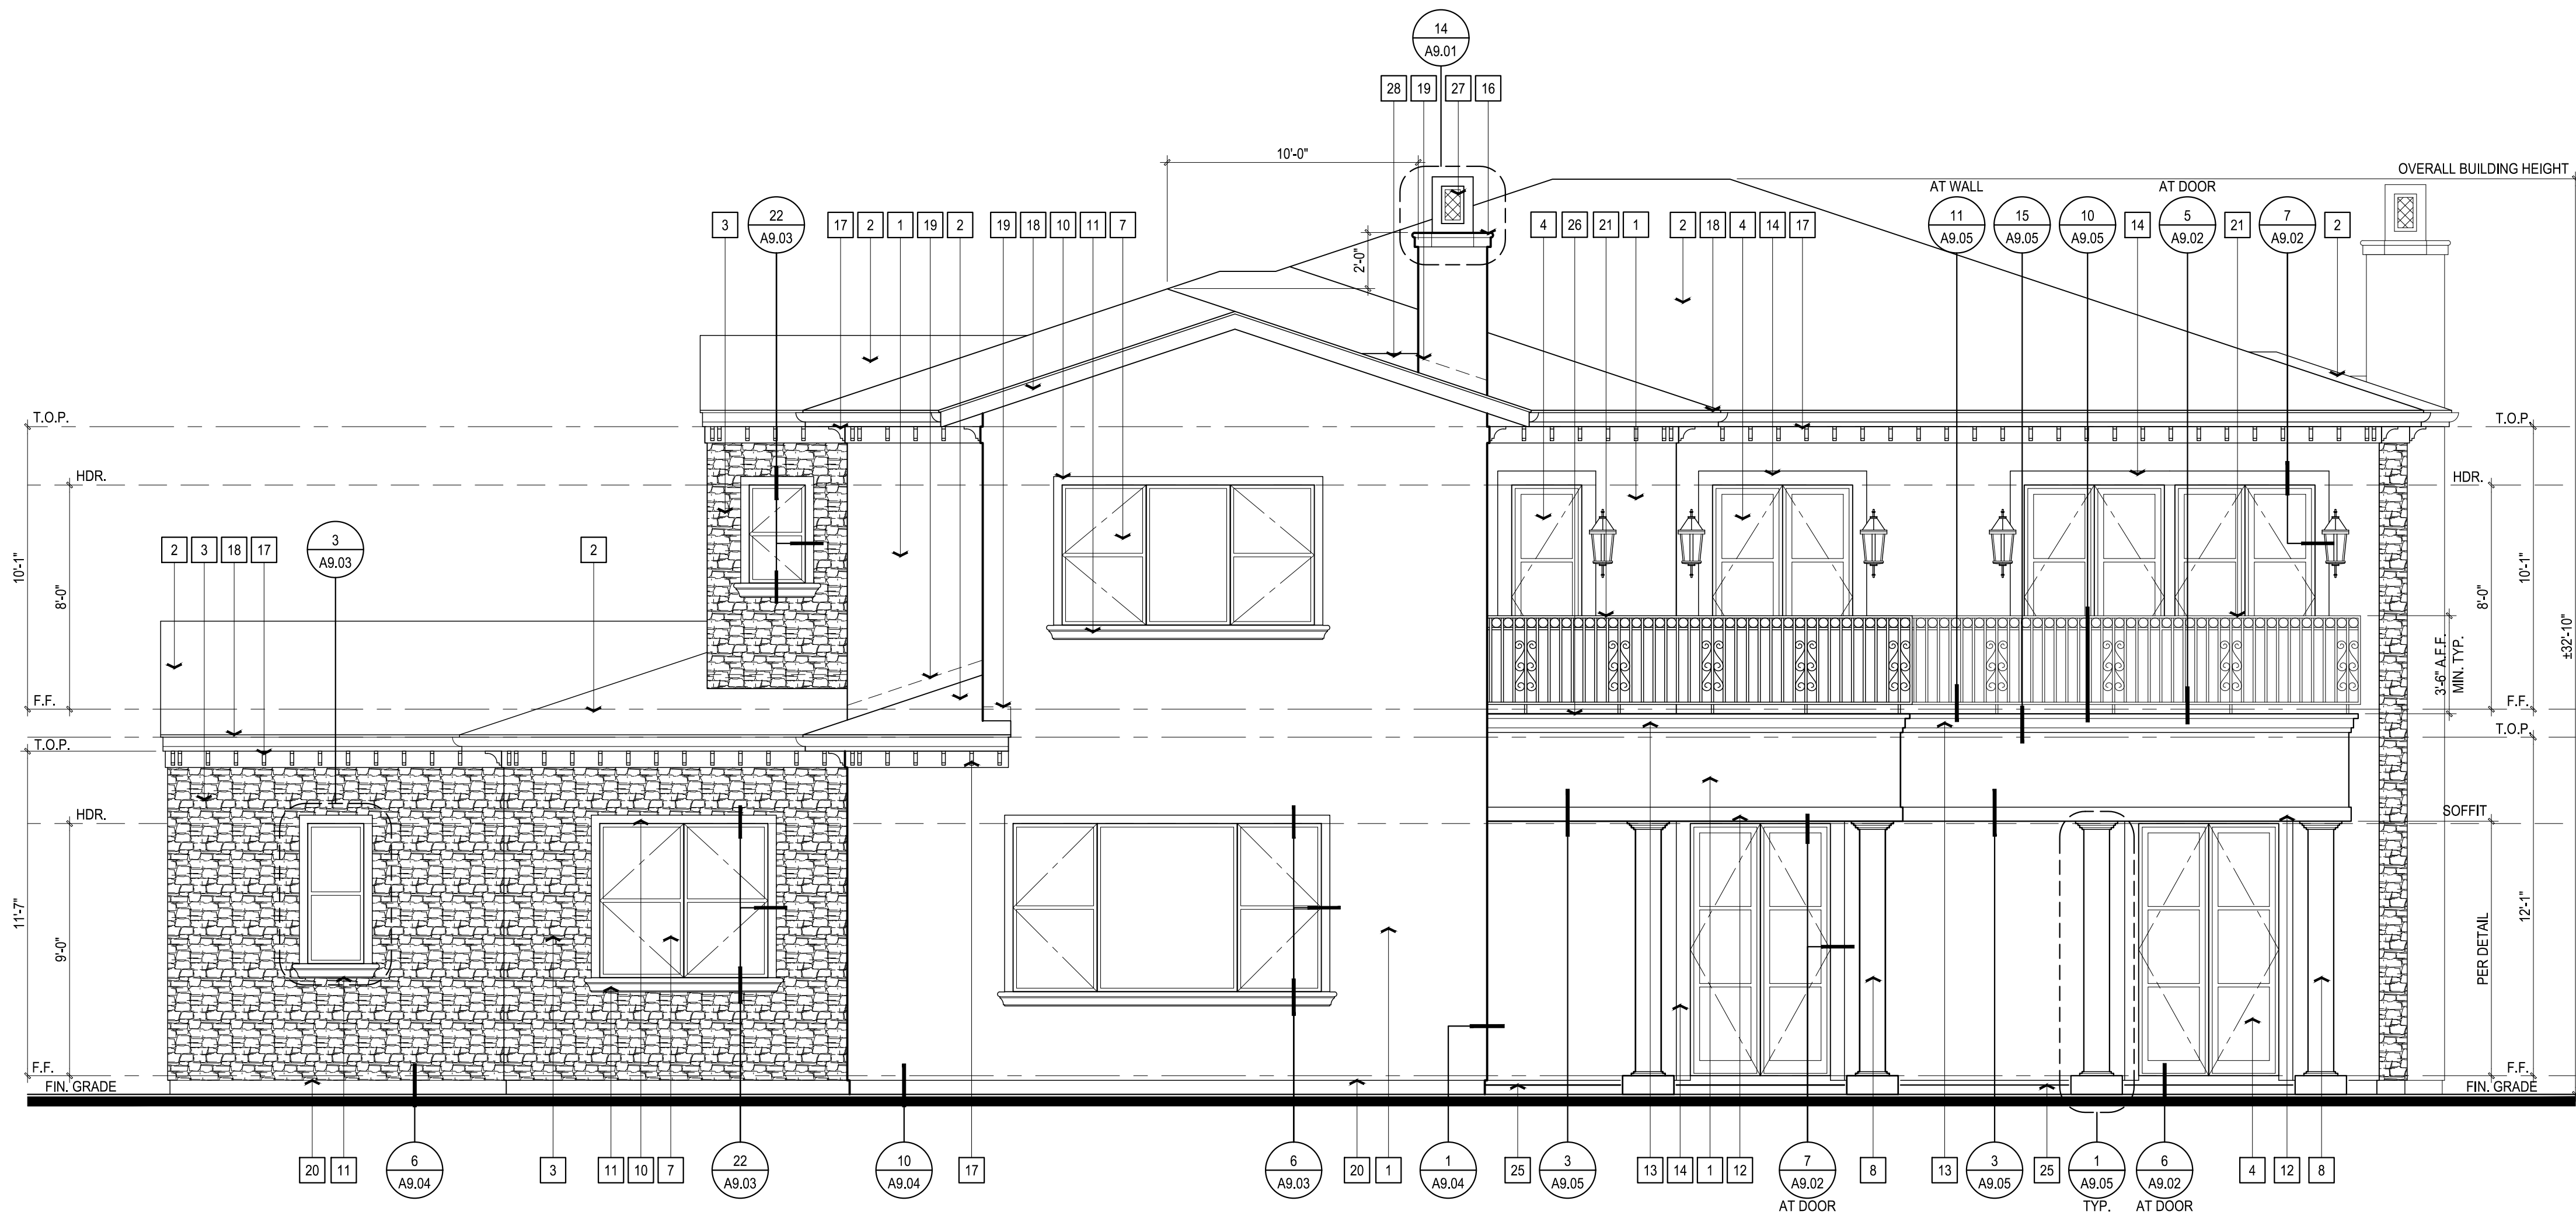 14
A9.01
28 19 27 16
10'-0"
OVERALL BUILDING HEIGHT
AT WALL
AT DOOR
3
22
A9.03
17 2 1 19 2 19 18 10 11 7
4 26 21 1 2 18 4 14 17
11
A9.05
15
A9.05
10
A9.05
5
A9.02
14
21
7
A9.02
2
2'-0"
T.O.P.
T.O.P.
HDR.
HDR.
2 3 18 17
3
A9.03
2
10'-1"
8'-0"
8'-0"
10'-1"
±32'-10"
3'-6" A.F.F.
MIN. TYP.
F.F.
F.F.
T.O.P.
T.O.P.
HDR.
SOFFIT
11'-7"
9'-0"
PER DETAIL
12'-1"
F.F.
F.F.
FIN. GRADE
FIN. GRADE
20 11
6
A9.04
3 11 10 7
22
A9.03
10
A9.04
17
6
A9.03
20 1
1
A9.04
25
3
A9.05
13 14 1 12
7
A9.02
AT DOOR
8
13
3
A9.05
25
1
A9.05
TYP.
6
A9.02
AT DOOR
4 12 8